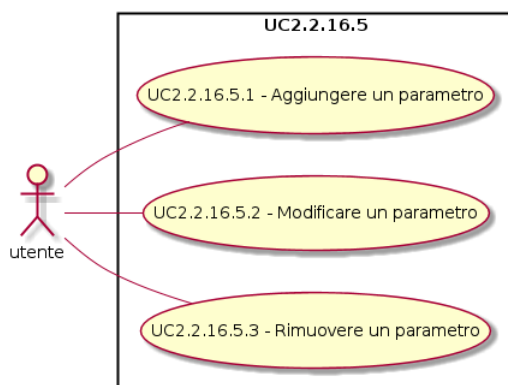 UC2.2.16.5
UC2.2.16.5.1 - Aggiungere un parametro
UC2.2.16.5.2 - Modificare un parametro
utente
UC2.2.16.5.3 - Rimuovere un parametro